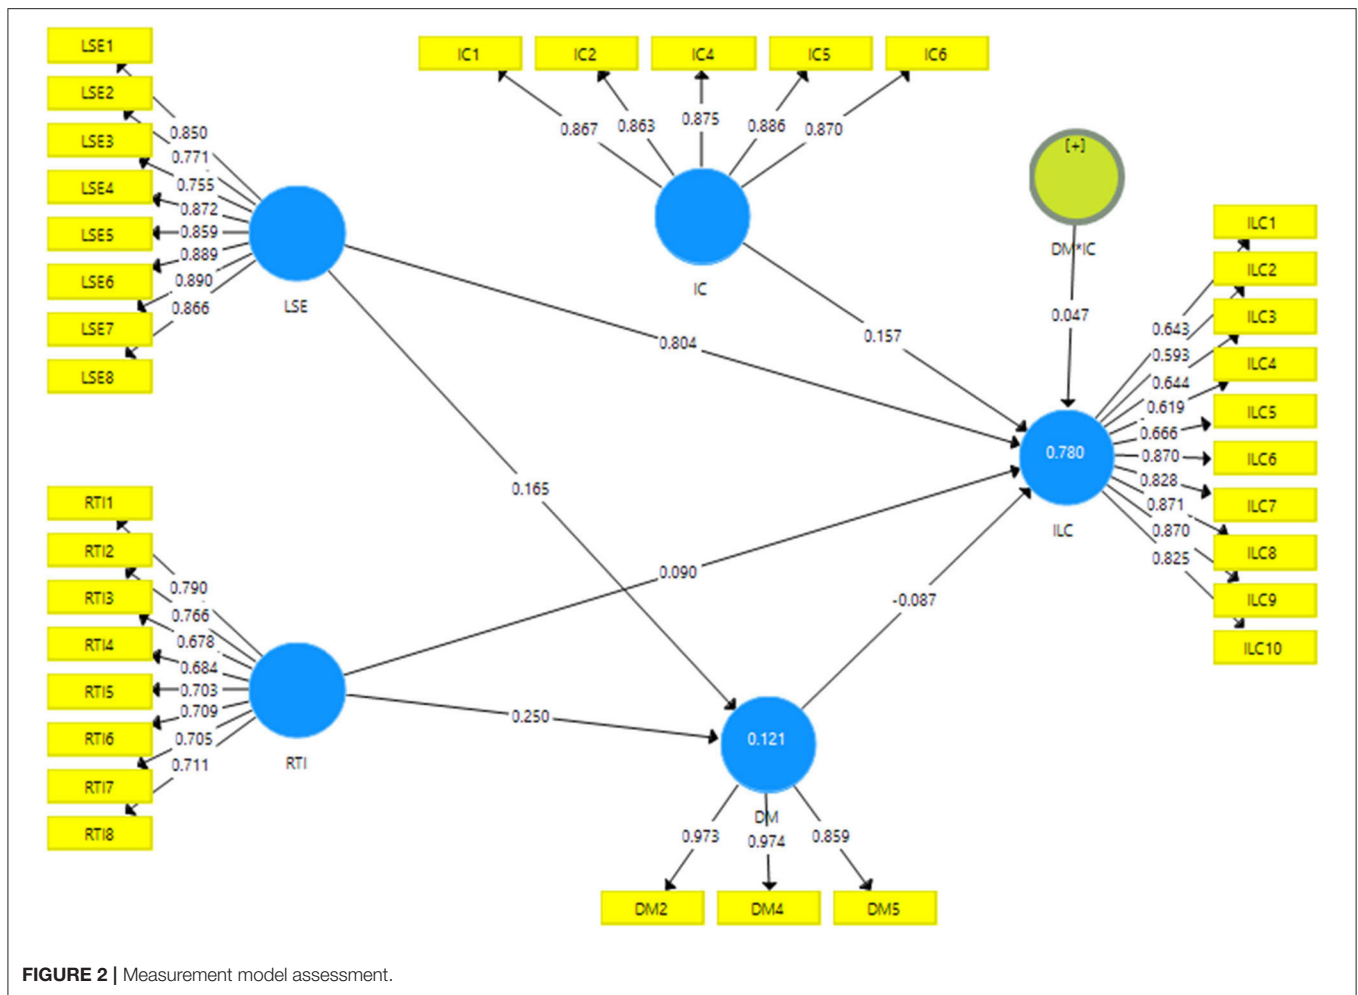 LSE1
LSE2
LSE3
LSE4
LSE5
LSE6
LSE7
LSE8
0.850
0.771
0.755
0.872
0.859
0.889
0.890
0.866
LSE
IC1
IC2
IC4
IC5
IC6
0.867
0.863
0.875
0.886
0.870
IC
[+]
DM*IC
0.047
0.157
0.804
0.165
0.090
-0.087
0.250
ILC1
ILC2
ILC3
ILC4
ILC5
ILC6
ILC7
ILC8
ILC9
ILC10
0.643
0.593
0.644
0.619
0.666
0.870
0.828
0.871
0.870
0.825
0.780
ILC
RTI1
RTI2
RTI3
RTI4
RTI5
RTI6
RTI7
RTI8
0.790
0.766
0.678
0.684
0.703
0.709
0.705
0.711
RTI
0.121
DM
0.973
0.974
0.859
DM2
DM4
DM5
FIGURE 2 | Measurement model assessment.